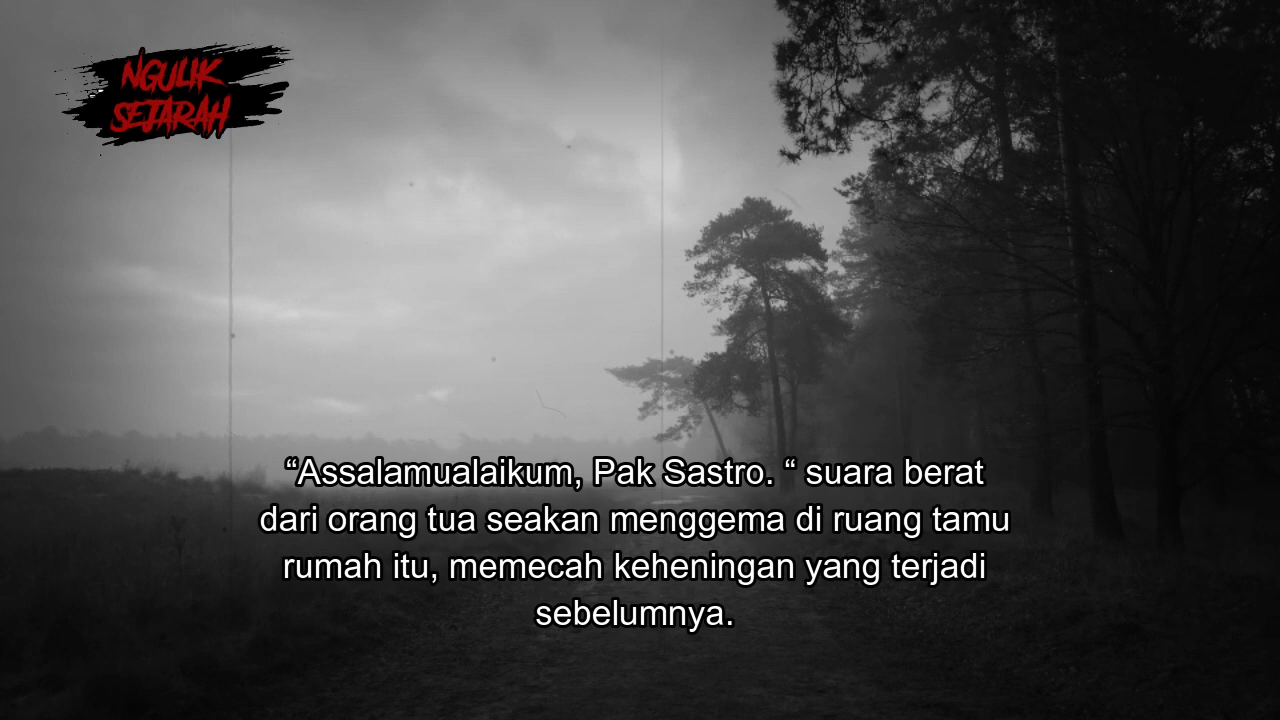 NGULIK
SEJARAH
“Assalamualaikum, Pak Sastro. “ suara berat
dari orang tua seakan menggema di ruang tamu
rumah itu, memecah keheningan yang terjadi
sebelumnya.